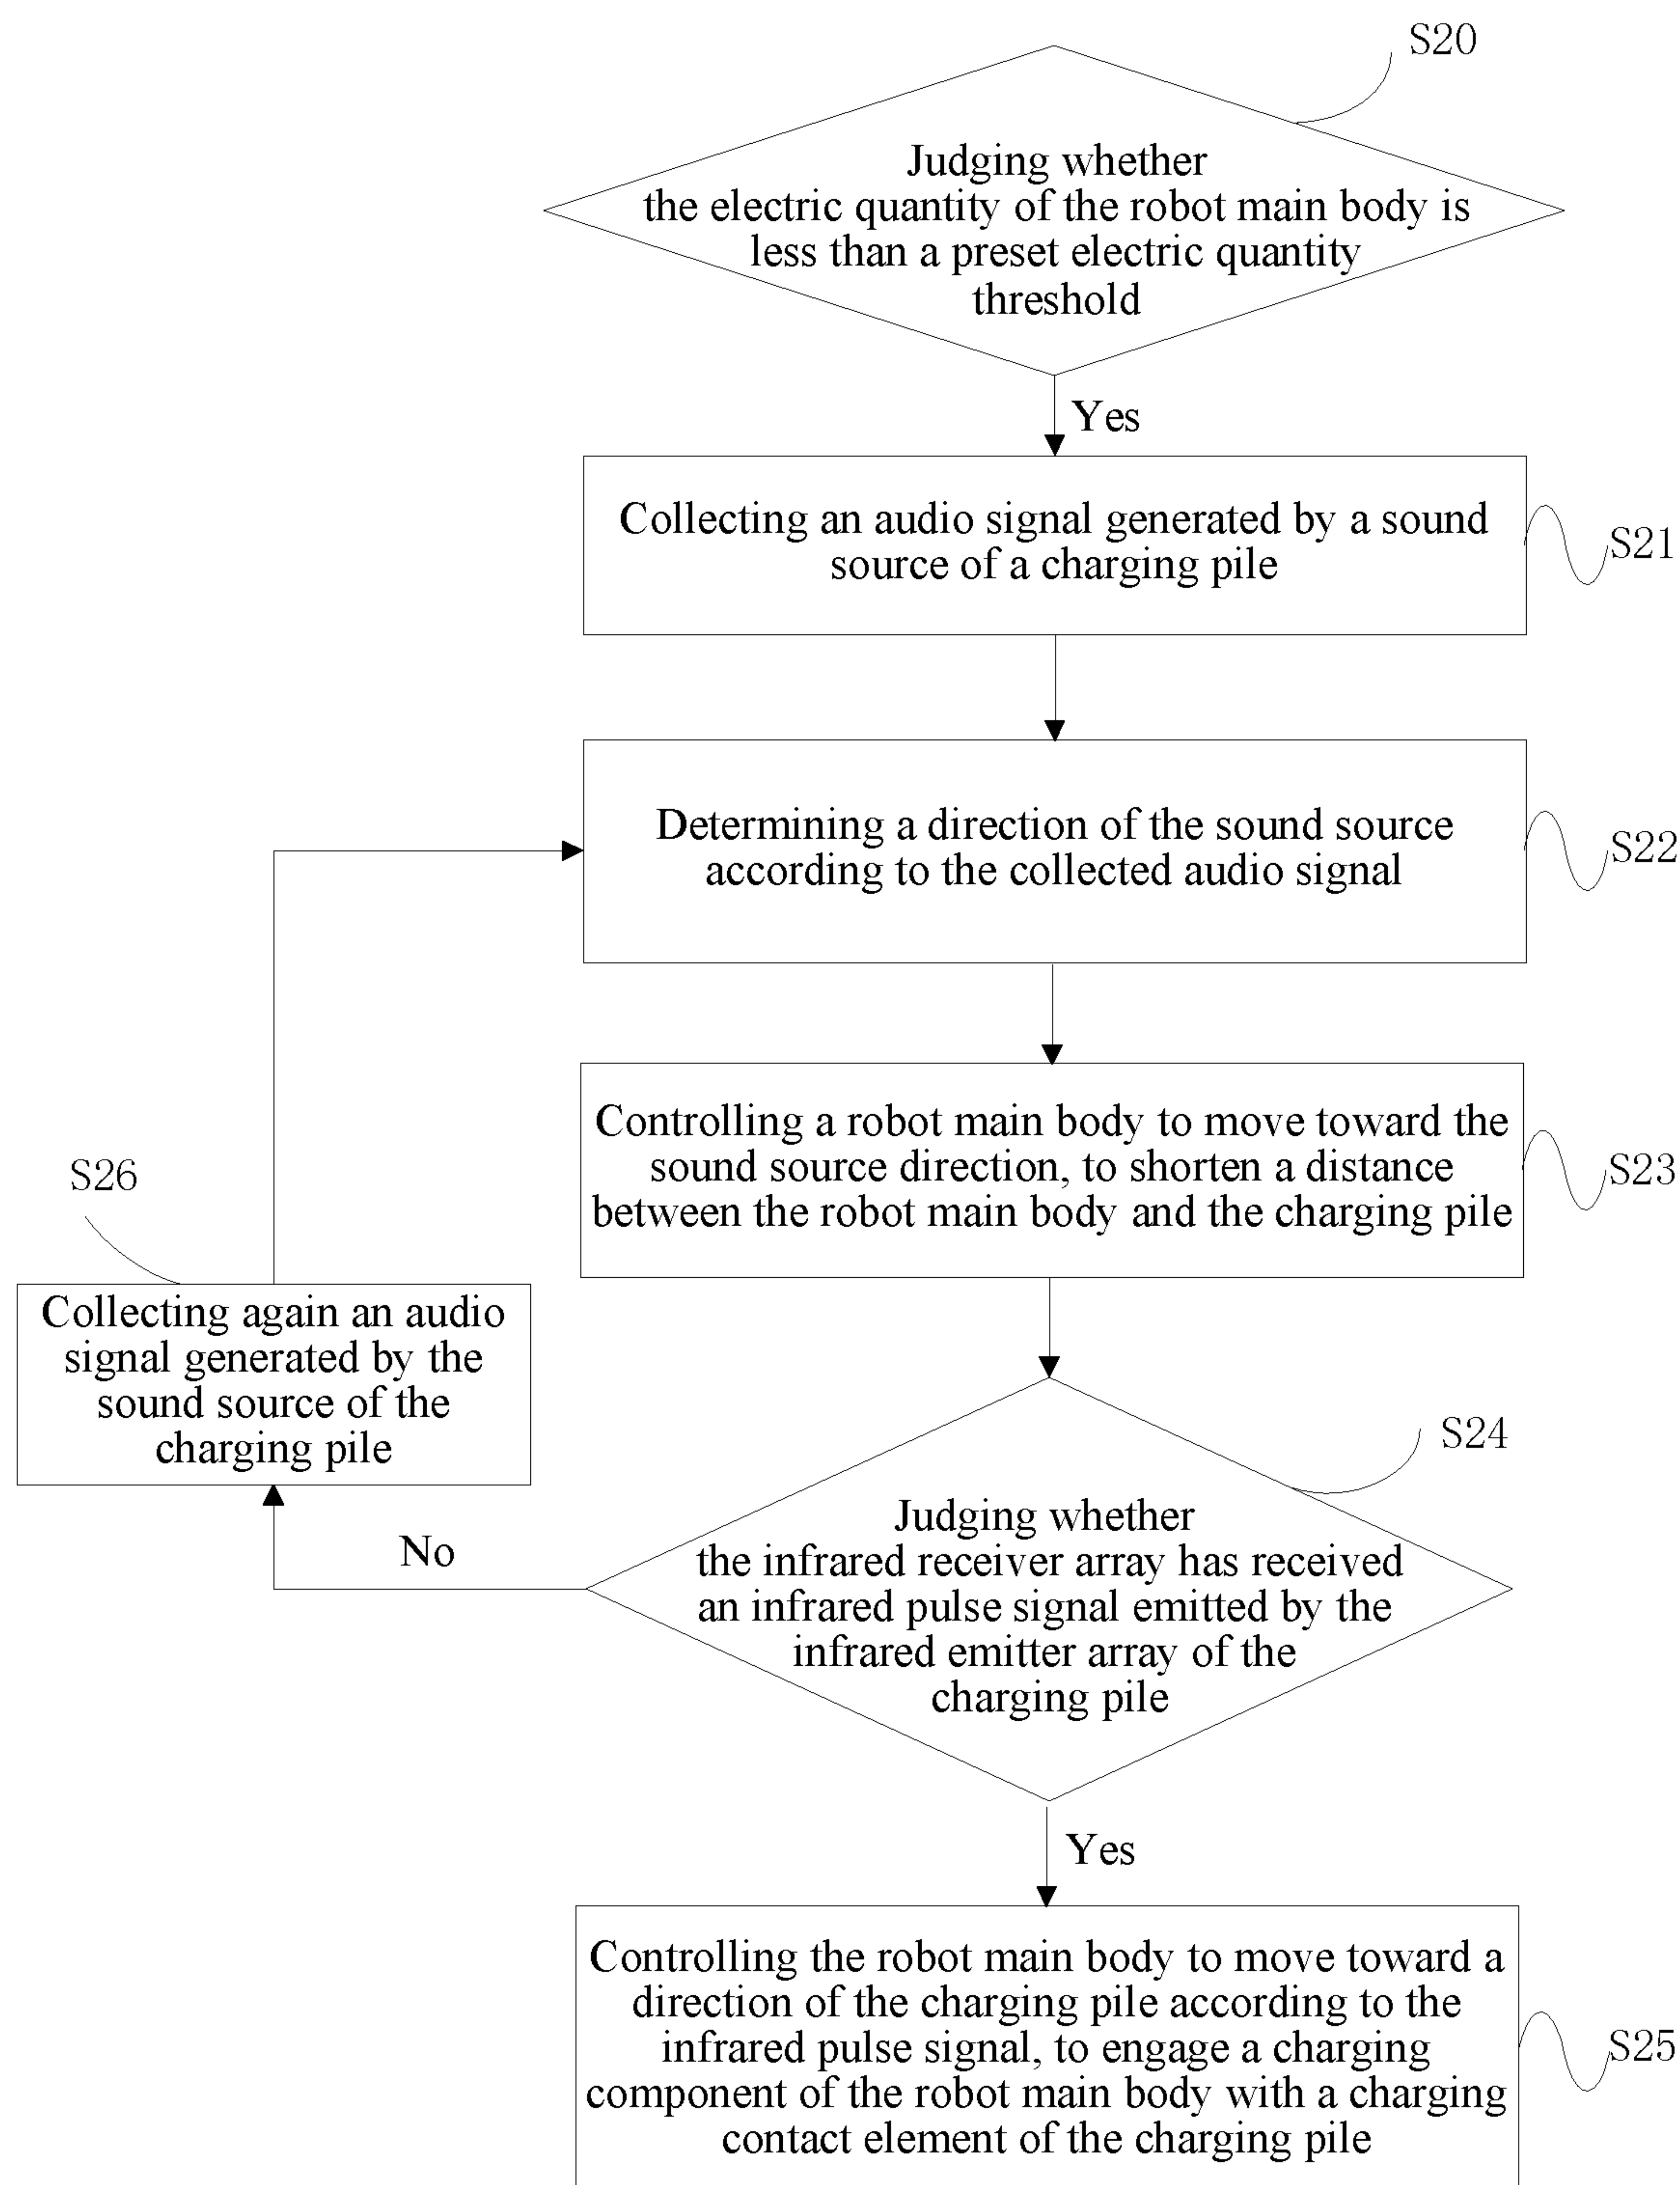 S20
Judging whether
the electric quantity of the robot main body is
less than a preset electric quantity
threshold
Yes
Collecting an audio signal generated by a sound
source of a charging pile
S21
Determining a direction of the sound source
according to the collected audio signal
S22
Controlling a robot main body to move toward the
sound source direction, to shorten a distance
between the robot main body and the charging pile
S23
S26
Collecting again an audio
signal generated by the
sound source of the
charging pile
S24
Judging whether
the infrared receiver array has received
an infrared pulse signal emitted by the
infrared emitter array of the
charging pile
No
Yes
Controlling the robot main body to move toward a
direction of the charging pile according to the
infrared pulse signal, to engage a charging
component of the robot main body with a charging
contact element of the charging pile
S25